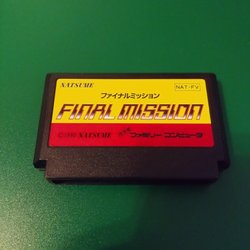 NATSUME
NAT-FV
ファイナルミッション
FINAL MISSION
©1990 NATSUME
ファミリーコンピュータ